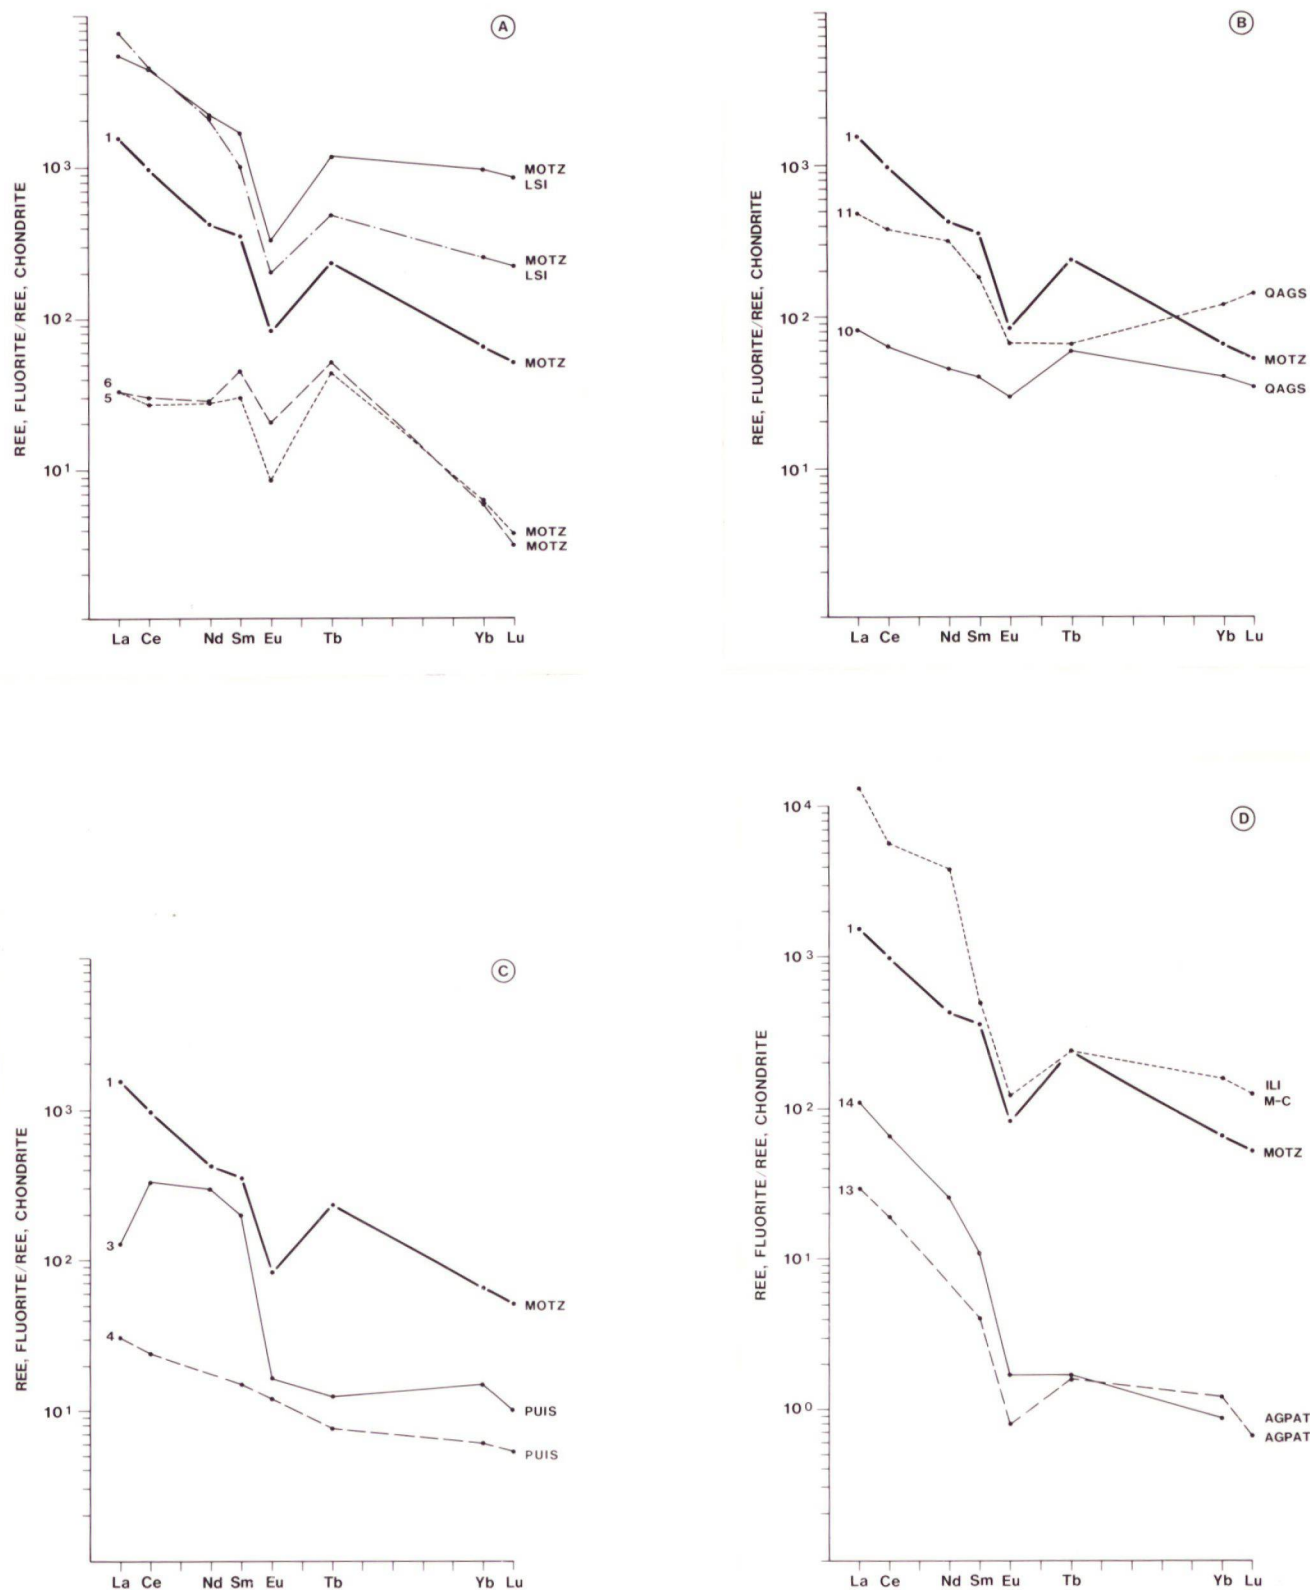 A
REE, FLUORITE/REE, CHONDRITE
10³
10²
10¹
1
6
5
MOTZ
LSI
MOTZ
LSI
MOTZ
MOTZ
MOTZ
La Ce Nd Sm Eu Tb Yb Lu
B
REE, FLUORITE/REE, CHONDRITE
10³
10²
10¹
1
11
10
QAGS
MOTZ
QAGS
La Ce Nd Sm Eu Tb Yb Lu
C
REE, FLUORITE/REE, CHONDRITE
10³
10²
10¹
1
3
4
MOTZ
PUIS
PUIS
La Ce Nd Sm Eu Tb Yb Lu
D
REE, FLUORITE/REE, CHONDRITE
10⁴
10³
10²
10¹
10⁰
1
14
13
ILI
M-C
MOTZ
AGPAT
AGPAT
La Ce Nd Sm Eu Tb Yb Lu